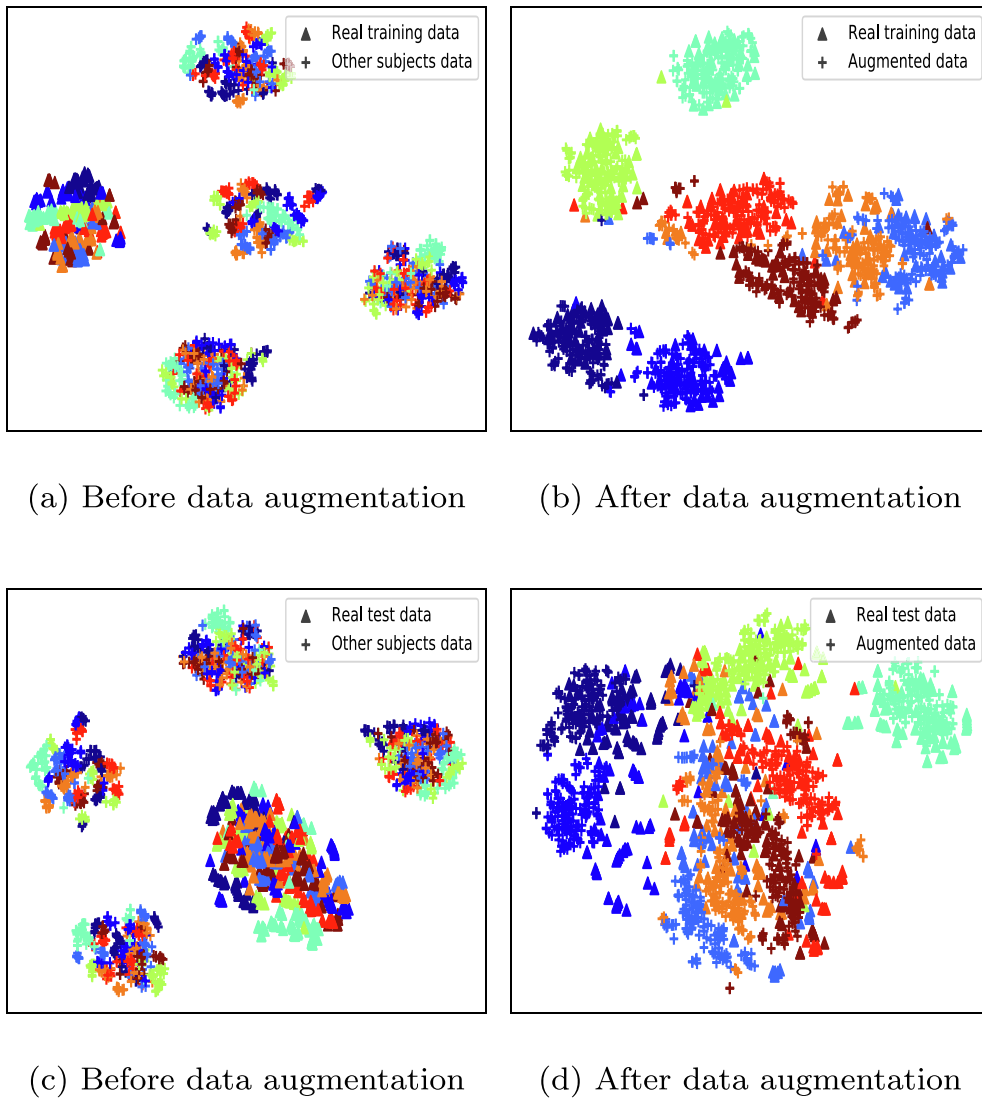 Real training data
Other subjects data
Real training data
Augmented data
(a) Before data augmentation
(b) After data augmentation
Real test data
Other subjects data
Real test data
Augmented data
(c) Before data augmentation
(d) After data augmentation